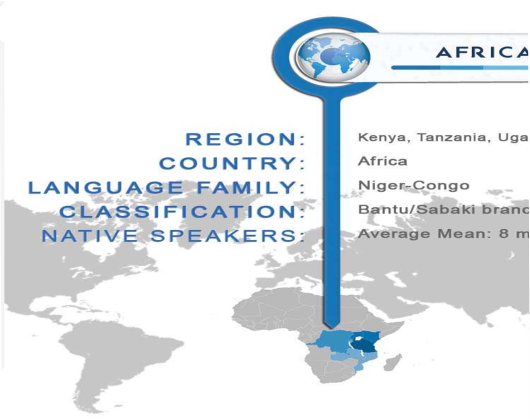 AFRICA
REGION: Kenya, Tanzania, Uga
COUNTRY: Africa
LANGUAGE FAMILY: Niger-Congo
CLASSIFICATION: Bantu/Sabaki branc
NATIVE SPEAKERS: Average Mean: 8 m